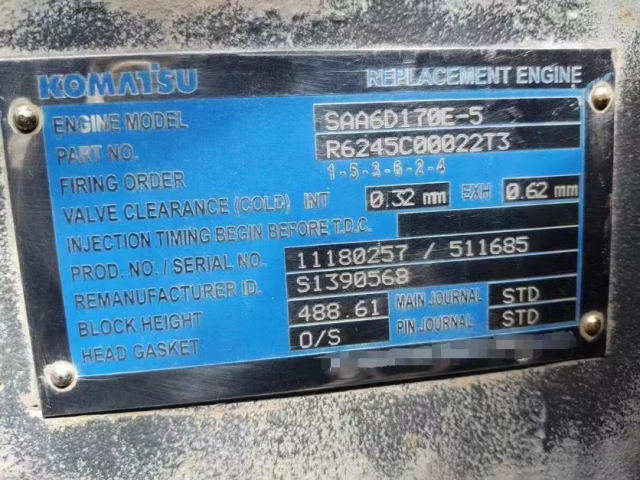 KOMATSU REPLACEMENT ENGINE
ENGINE MODEL SAA6D170E-5
PART NO. R6245C00022T3
FIRING ORDER 1-5-3-6-2-4
VALVE CLEARANCE (COLD) INT 0.32 mm EXH 0.62 mm
INJECTION TIMING BEGIN BEFORE T.D.C.
PROD. NO. / SERIAL NO. 11180257 / 511685
REMANUFACTURER ID. S1390568
BLOCK HEIGHT 488.61 MAIN JOURNAL STD
HEAD GASKET O/S PIN JOURNAL STD